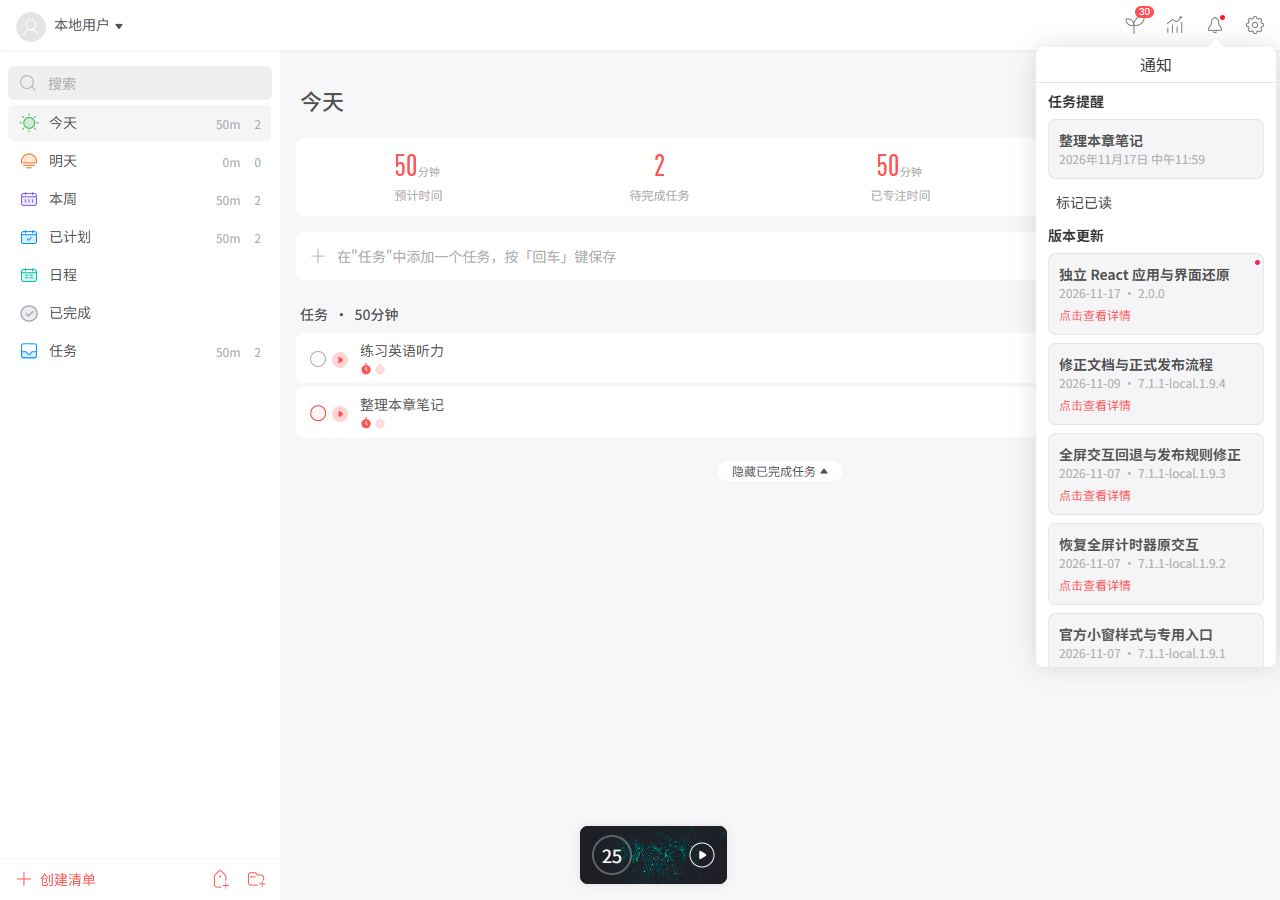 本地用户
30
搜索
今天 50m 2
明天 0m 0
本周 50m 2
已计划 50m 2
日程
已完成
任务 50m 2
创建清单
今天
50分钟
预计时间
2
待完成任务
50分钟
已专注时间
在"任务"中添加一个任务，按「回车」键保存
任务 · 50分钟
练习英语听力
整理本章笔记
隐藏已完成任务
25
通知
任务提醒
整理本章笔记
2026年11月17日 中午11:59
标记已读
版本更新
独立 React 应用与界面还原
2026-11-17 · 2.0.0
点击查看详情
修正文档与正式发布流程
2026-11-09 · 7.1.1-local.1.9.4
点击查看详情
全屏交互回退与发布规则修正
2026-11-07 · 7.1.1-local.1.9.3
点击查看详情
恢复全屏计时器原交互
2026-11-07 · 7.1.1-local.1.9.2
点击查看详情
官方小窗样式与专用入口
2026-11-07 · 7.1.1-local.1.9.1